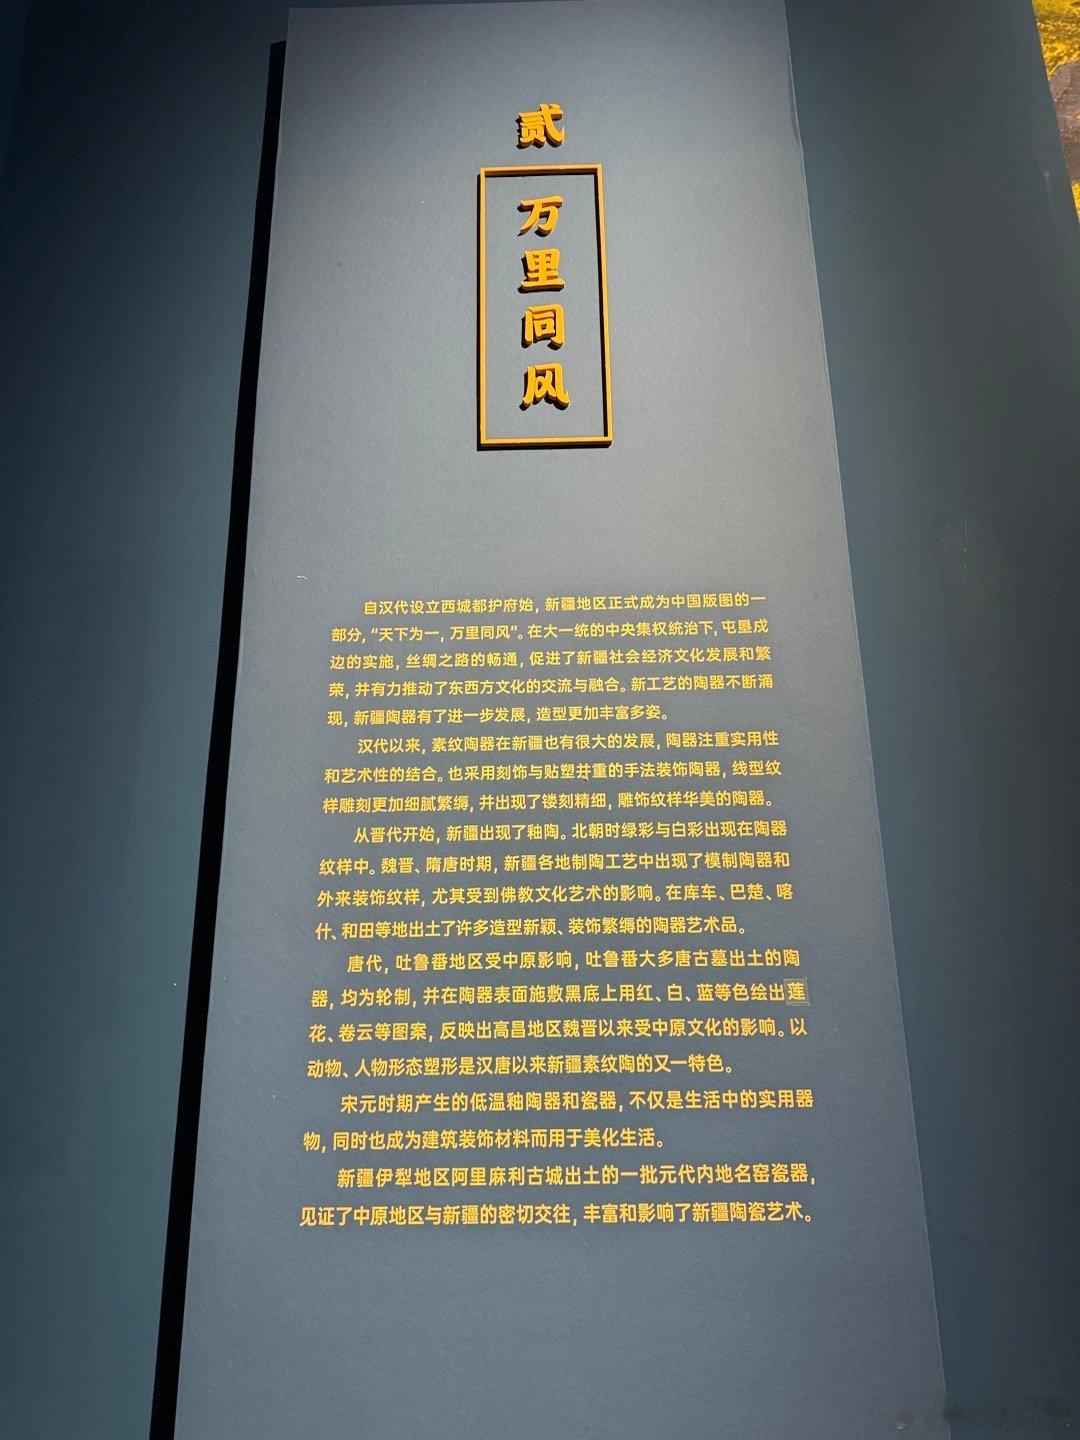 贰
万里同风
自汉代设立西域都护府始，新疆地区正式成为中国版图的一
部分，“天下为一，万里同风”。在大一统的中央集权统治下，屯垦戍
边的实施，丝绸之路的畅通，促进了新疆社会经济文化发展和繁
荣，并有力推动了东西方文化的交流与融合。新工艺的陶器不断涌
现，新疆陶器有了进一步发展，造型更加丰富多姿。
汉代以来，素纹陶器在新疆也有很大的发展，陶器注重实用性
和艺术性的结合。也采用刻饰与贴塑并重的手法装饰陶器，线型纹
样雕刻更加细腻繁缛，并出现了镂刻精细，雕饰纹样华美的陶器。
从晋代开始，新疆出现了釉陶。北朝时绿彩与白彩出现在陶器
纹样中。魏晋、隋唐时期，新疆各地制陶工艺中出现了模制陶器和
外来装饰纹样，尤其受到佛教文化艺术的影响。在库车、巴楚、喀
什、和田等地出土了许多造型新颖、装饰繁缛的陶器艺术品。
唐代，吐鲁番地区受中原影响，吐鲁番大多唐古墓出土的陶
器，均为轮制，并在陶器表面施敷黑底上用红、白、蓝等色绘出莲
花、卷云等图案，反映出高昌地区魏晋以来受中原文化的影响。以
动物、人物形态塑形是汉唐以来新疆素纹陶的又一特色。
宋元时期产生的低温釉陶器和瓷器，不仅是生活中的实用器
物，同时也成为建筑装饰材料而用于美化生活。
新疆伊犁地区阿里麻利古城出土的一批元代内地名窑瓷器，
见证了中原地区与新疆的密切交往，丰富和影响了新疆陶瓷艺术。